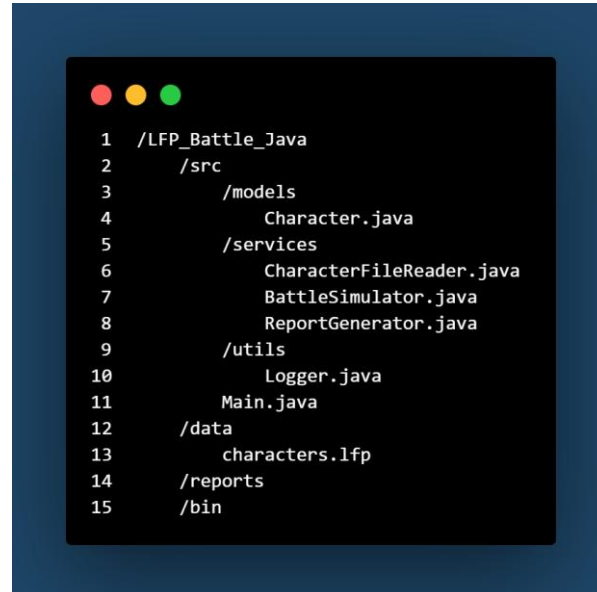 1 /LFP_Battle_Java
2 /src
3 /models
4 Character.java
5 /services
6 CharacterFileReader.java
7 BattleSimulator.java
8 ReportGenerator.java
9 /utils
10 Logger.java
11 Main.java
12 /data
13 characters.lfp
14 /reports
15 /bin